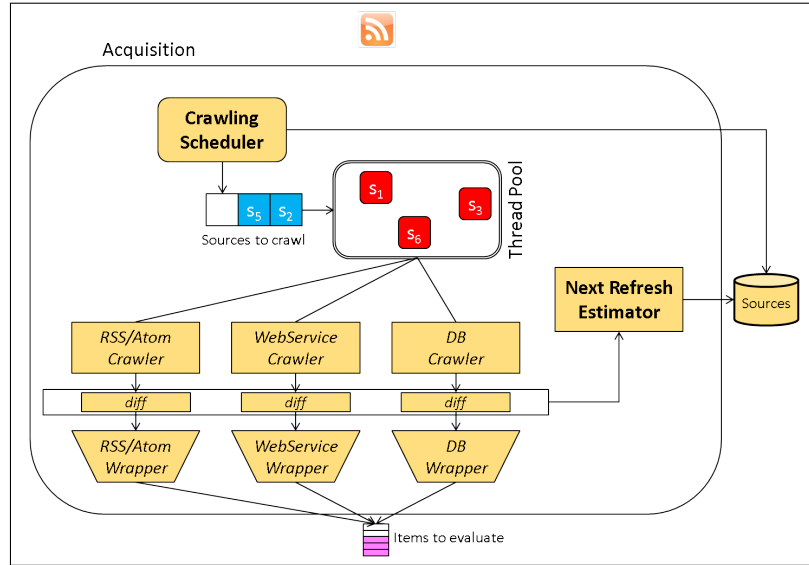 Acquisition
Crawling
Scheduler
s5 s2
Sources to crawl
s1
s3
s6
Thread Pool
Next Refresh
Estimator
Sources
RSS/Atom
Crawler
WebService
Crawler
DB
Crawler
diff
diff
diff
RSS/Atom
Wrapper
WebService
Wrapper
DB
Wrapper
Items to evaluate